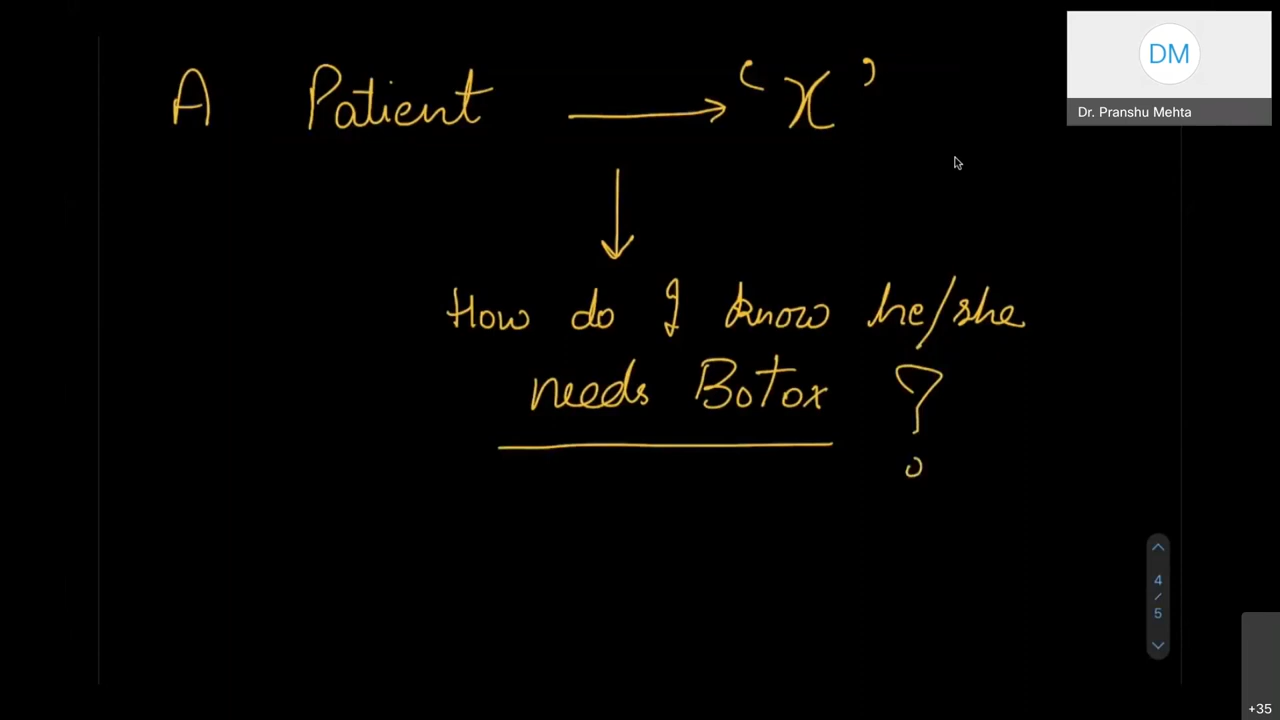 A Patient → ‘x’
DM
Dr. Pranshu Mehta
How do I know he/she
needs Botox ?
4
/
5
+35